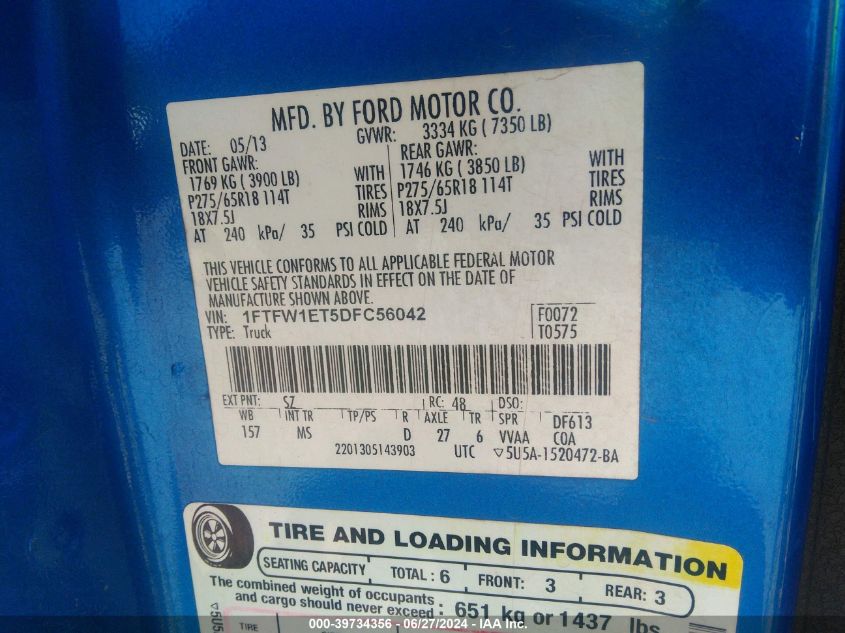 MFD. BY FORD MOTOR CO.
DATE: 05/13 GVWR: 3334 KG ( 7350 LB)
FRONT GAWR: REAR GAWR:
1769 KG ( 3900 LB) WITH 1746 KG ( 3850 LB) WITH
P275/65R18 114T TIRES P275/65R18 114T TIRES
18X7.5J RIMS 18X7.5J RIMS
AT 240 kPa/ 35 PSI COLD AT 240 kPa/ 35 PSI COLD
THIS VEHICLE CONFORMS TO ALL APPLICABLE FEDERAL MOTOR
VEHICLE SAFETY STANDARDS IN EFFECT ON THE DATE OF
MANUFACTURE SHOWN ABOVE.
VIN: 1FTFW1ET5DFC56042 F0072
TYPE: Truck T0575
EXT PNT: SZ RC: 48 DSO:
WB INT TR TP/PS R AXLE TR SPR DF613
157 MS D 27 6 VVAA COA
2201305143903 UTC ▽5U5A-1520472-BA
TIRE AND LOADING INFORMATION
SEATING CAPACITY TOTAL: 6 FRONT: 3 REAR: 3
The combined weight of occupants
and cargo should never exceed: 651 kg or 1437 lbs
▽5U5
TIRE
000-39734356 - 06/27/2024 - IAA Inc.